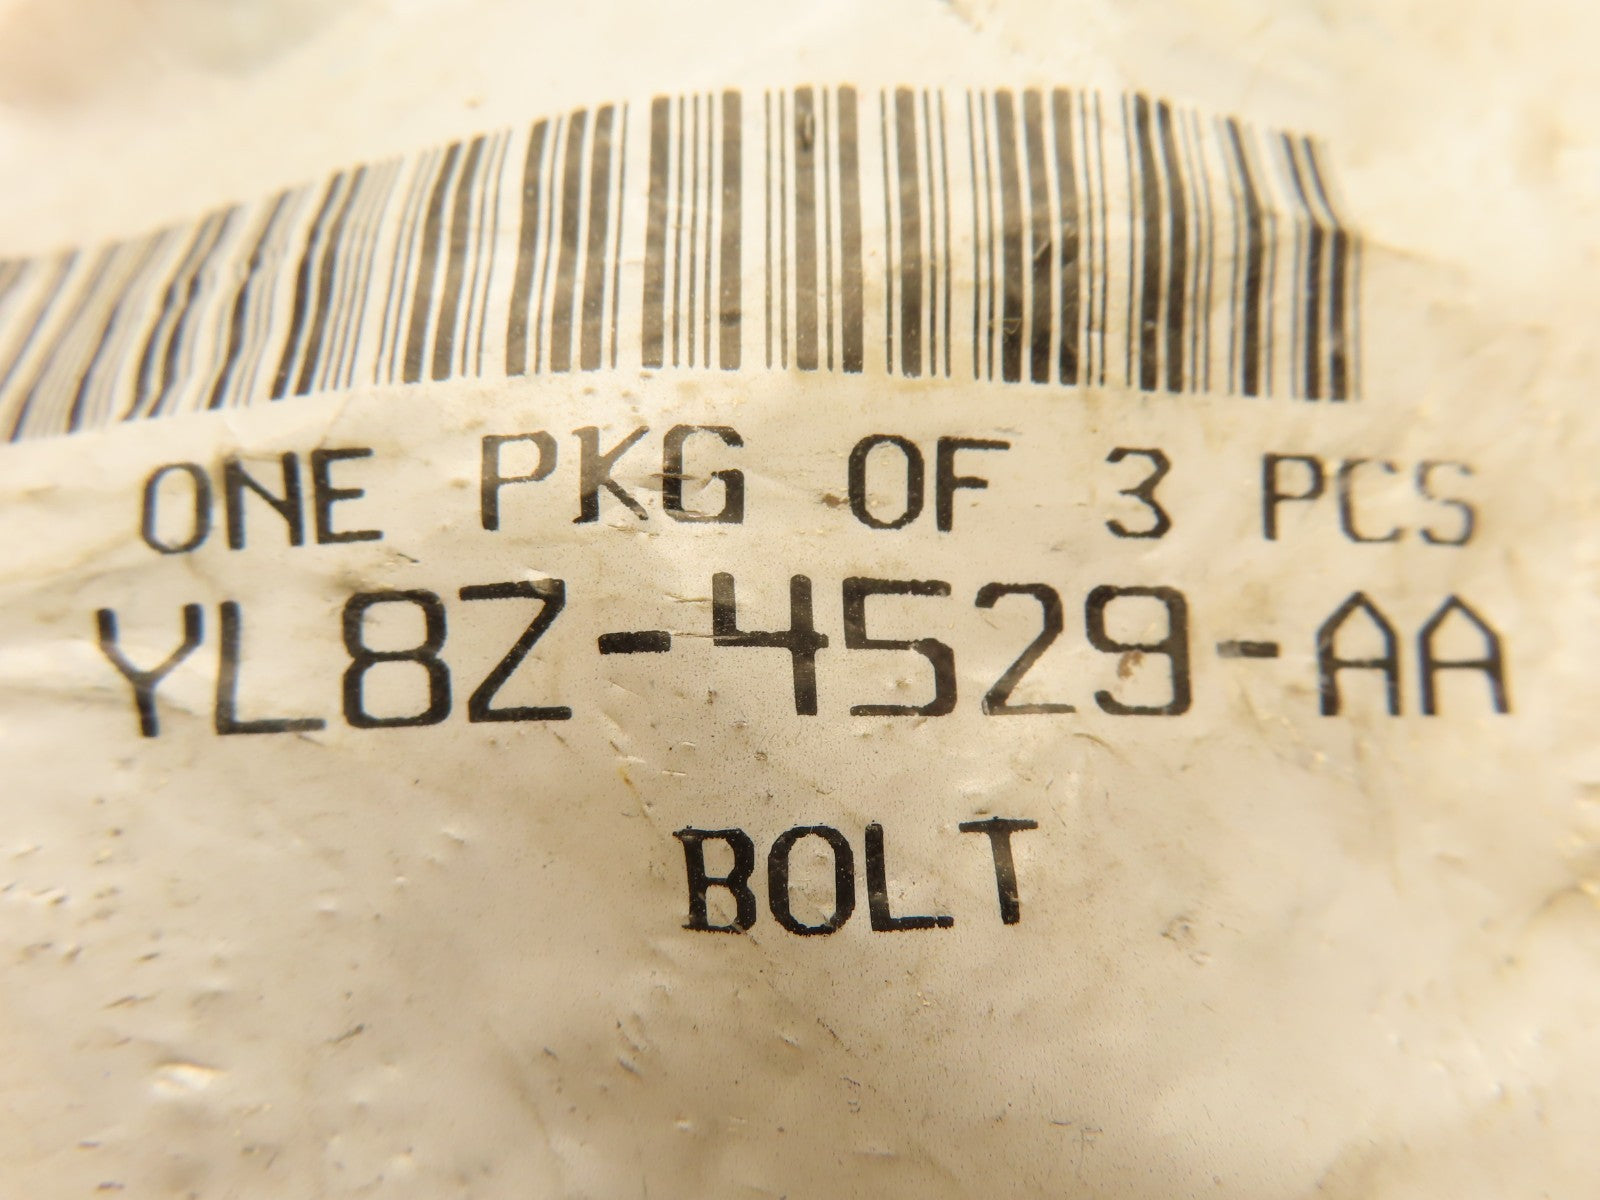 ONE PKG OF 3 PCS
YL8Z-4529-AA
BOLT